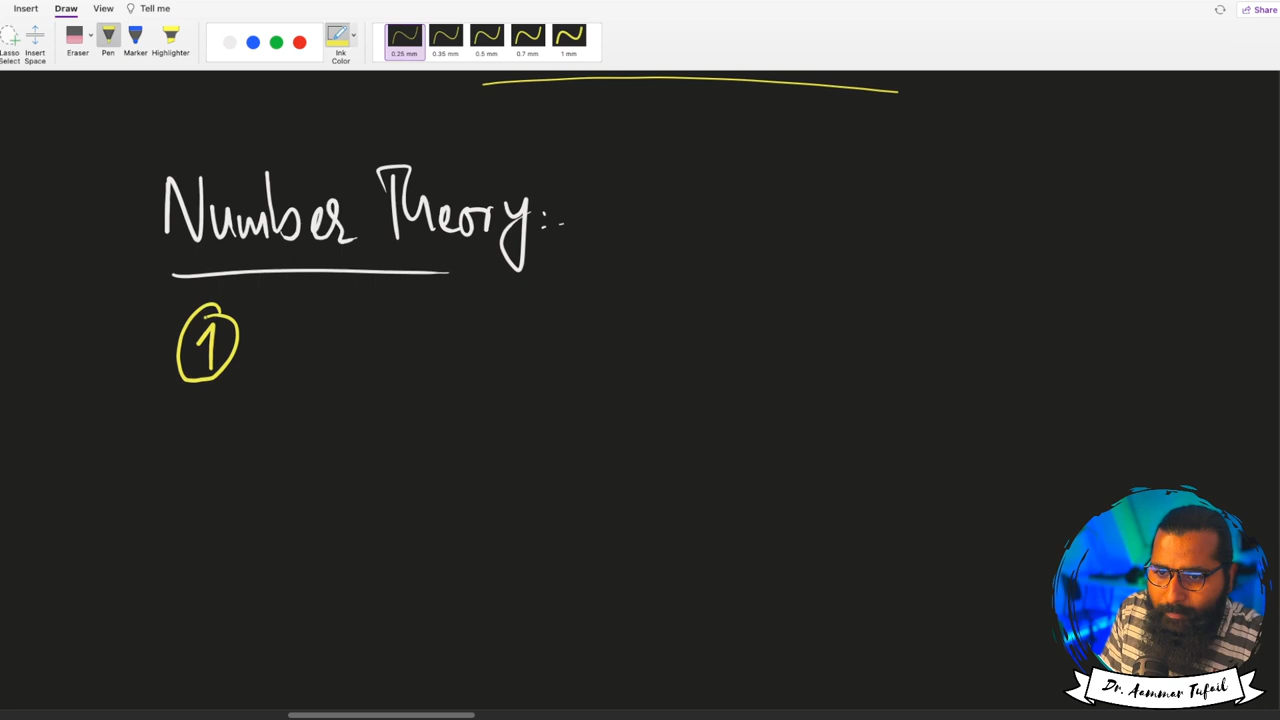 Insert Draw View Tell me
Share
Lasso Select
Insert Space
Eraser
Pen
Marker
Highlighter
Ink Color
0.25 mm
0.35 mm
0.5 mm
0.7 mm
1 mm
Number Theory:-
1
Dr. Aammar Tufail